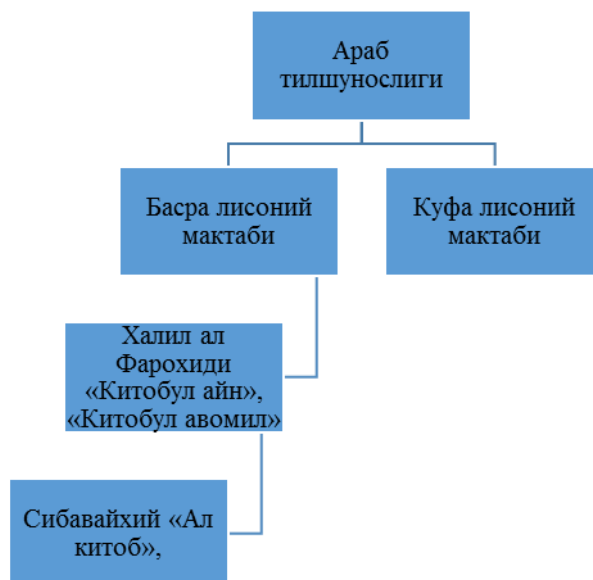 Араб
тилшунослиги
Басра лисоний
мактаби
Куфа лисоний
мактаби
Халил ал
Фарохиди
«Китобул айн»,
«Китобул авомил»
Сибавайхий «Ал
китоб»,